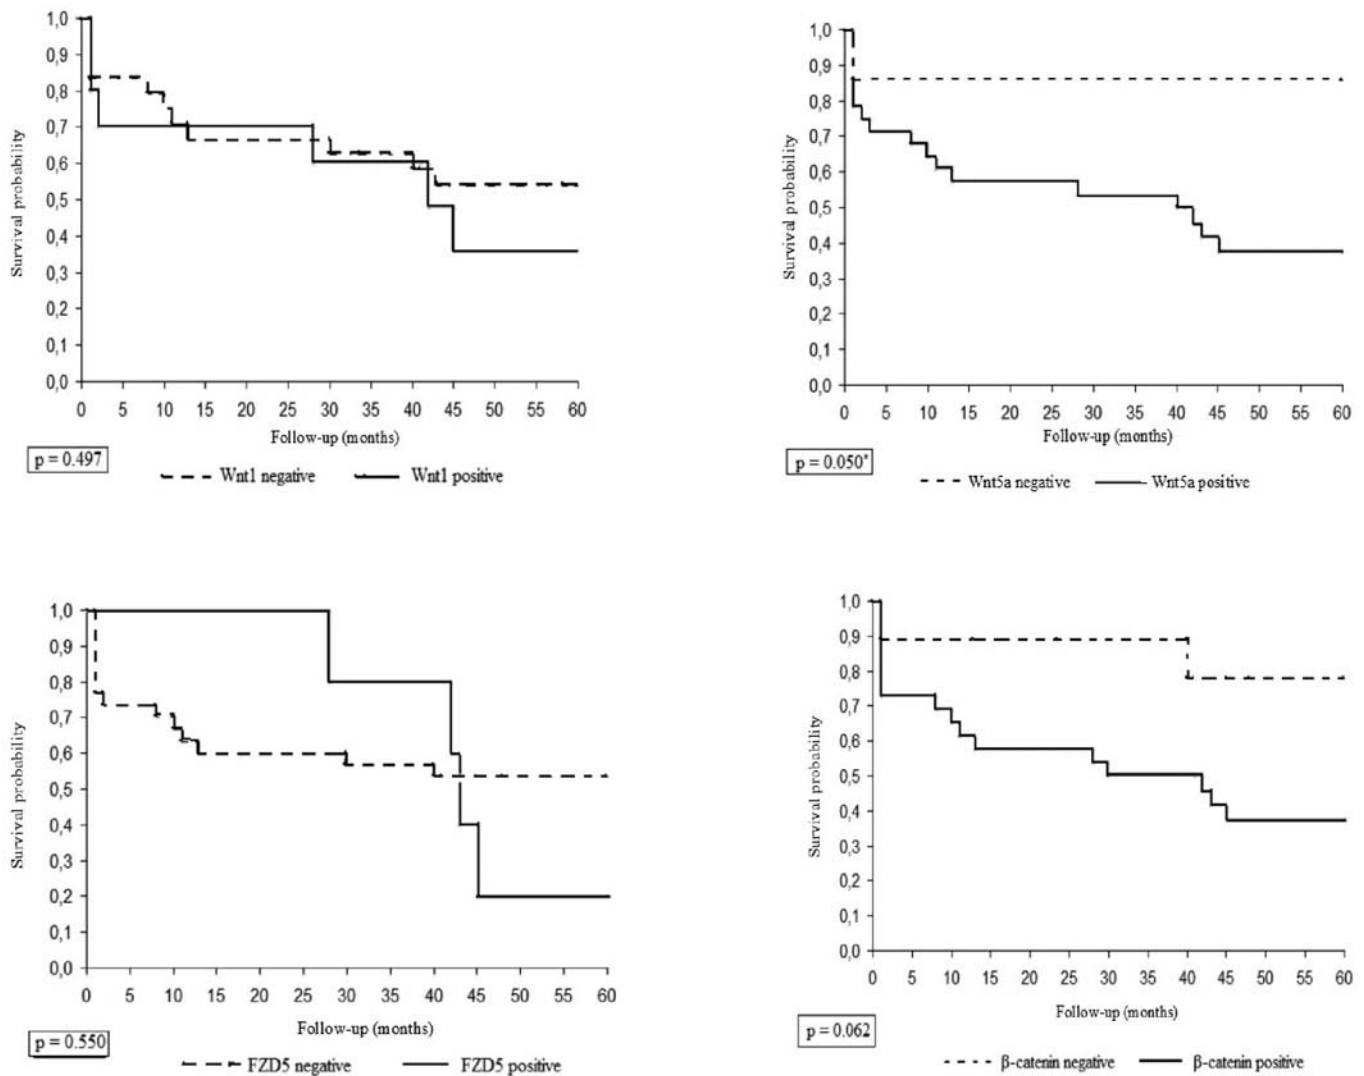 1,0
0,9
0,8
0,7
0,6
0,5
0,4
0,3
0,2
0,1
0,0
Survival probability
0 5 10 15 20 25 30 35 40 45 50 55 60
Follow-up (months)
p = 0.497
Wnt1 negative Wnt1 positive
1,0
0,9
0,8
0,7
0,6
0,5
0,4
0,3
0,2
0,1
0,0
Survival probability
0 5 10 15 20 25 30 35 40 45 50 55 60
Follow-up (months)
p = 0.050*
Wnt5a negative Wnt5a positive
1,0
0,9
0,8
0,7
0,6
0,5
0,4
0,3
0,2
0,1
0,0
Survival probability
0 5 10 15 20 25 30 35 40 45 50 55 60
Follow-up (months)
p = 0.550
FZD5 negative FZD5 positive
1,0
0,9
0,8
0,7
0,6
0,5
0,4
0,3
0,2
0,1
0,0
Survival probability
0 5 10 15 20 25 30 35 40 45 50 55 60
Follow-up (months)
p = 0.062
β-catenin negative β-catenin positive